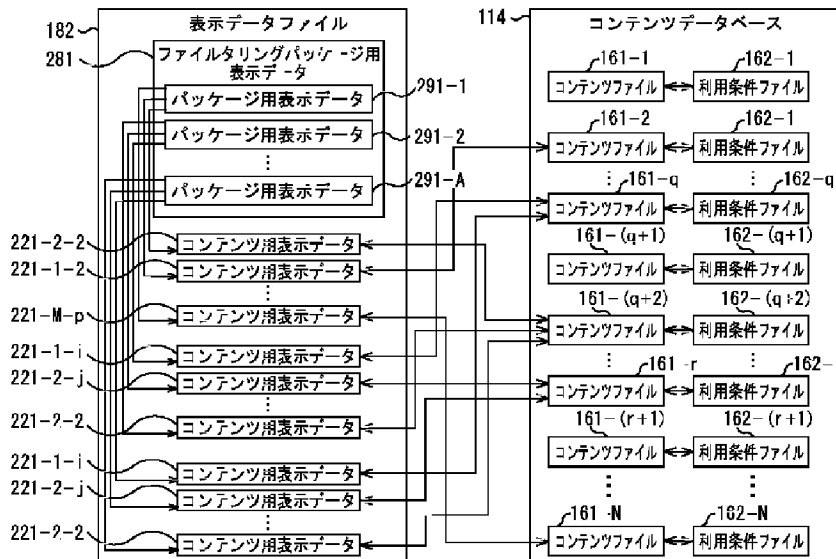 182
表示データファイル
281
ファイルタリングパッケージ用
表示データ
パッケージ用表示データ
291-1
パッケージ用表示データ
291-2
⋮
パッケージ用表示データ
291-A
221-2-2
コンテンツ用表示データ
221-1-2
コンテンツ用表示データ
⋮
221-M-p
コンテンツ用表示データ
221-1-i
コンテンツ用表示データ
221-2-j
コンテンツ用表示データ
⋮
221-2-2
コンテンツ用表示データ
221-1-i
コンテンツ用表示データ
221-2-j
コンテンツ用表示データ
⋮
221-2-2
コンテンツ用表示データ
114
コンテンツデータベース
161-1 162-1
コンテンツファイル 利用条件ファイル
161-2 162-1
コンテンツファイル 利用条件ファイル
⋮ ⋮
161-q 162-q
コンテンツファイル 利用条件ファイル
161-(q+1) 162-(q+1)
コンテンツファイル 利用条件ファイル
161-(q+2) 162-(q+2)
コンテンツファイル 利用条件ファイル
⋮ ⋮
161-r 162-
コンテンツファイル 利用条件ファイル
161-(r+1) 162-(r+1)
コンテンツファイル 利用条件ファイル
⋮ ⋮
161-N 162-N
コンテンツファイル 利用条件ファイル